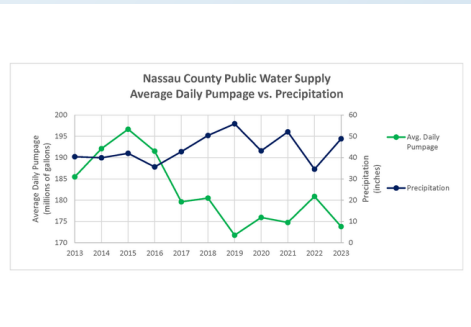 Nassau County Public Water Supply
Average Daily Pumpage vs. Precipitation
Average Daily Pumpage
(millions of gallons)
200
195
190
185
180
175
170
60
50
40
30
20
10
0
Precipitation
(inches)
2013 2014 2015 2016 2017 2018 2019 2020 2021 2022 2023
Avg. Daily
Pumpage
Precipitation